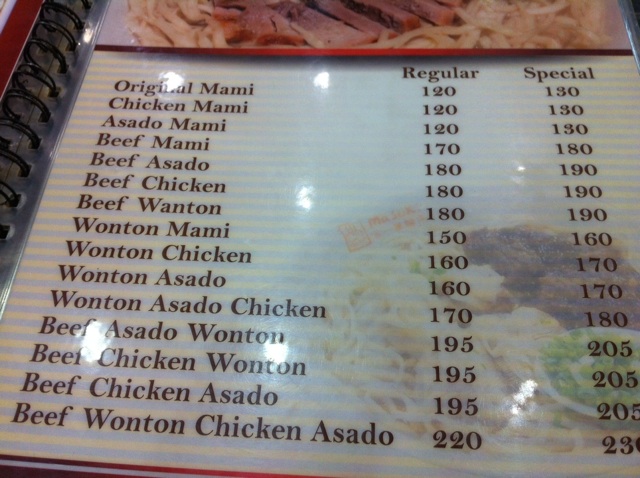 Regular Special
Original Mami 120 130
Chicken Mami 120 130
Asado Mami 120 130
Beef Mami 170 180
Beef Asado 180 190
Beef Chicken 180 190
Beef Wanton 180 190
Wonton Mami 150 160
Wonton Chicken 160 170
Wonton Asado 160 170
Wonton Asado Chicken 170 180
Beef Asado Wonton 195 205
Beef Chicken Wonton 195 205
Beef Chicken Asado 195 205
Beef Wonton Chicken Asado 220 230